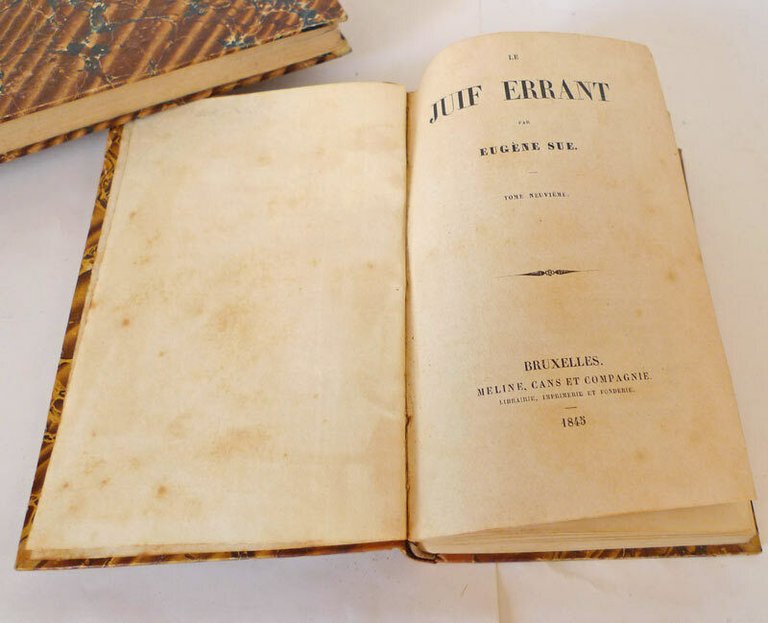 LE
JUIF ERRANT
PAR
EUGÈNE SUE.
TOME NEUVIÈME.
BRUXELLES.
MELINE, CANS ET COMPAGNIE.
LIBRAIRIE, IMPRIMERIE ET FONDERIE.
1845